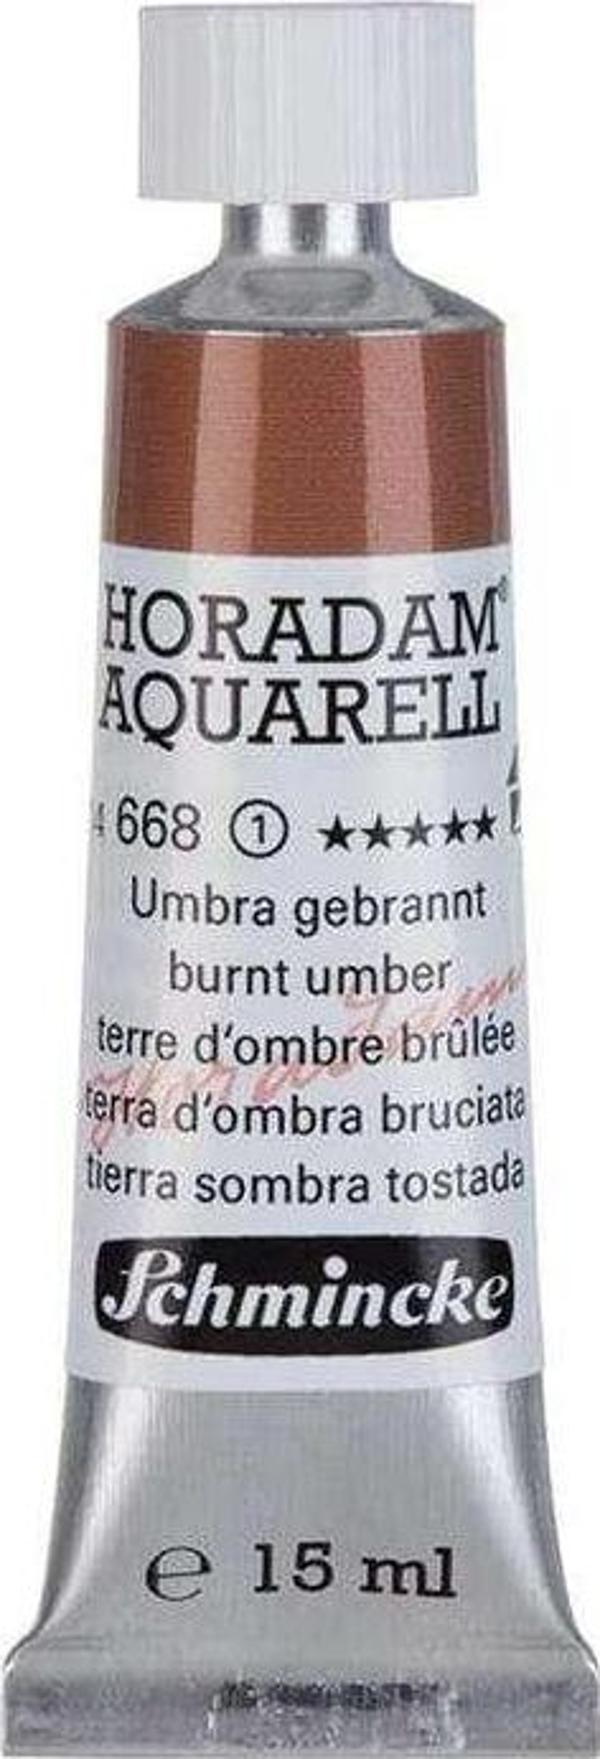 HORADAM®
AQUARELL
4 668 ① ★★★★★
Umbra gebrannt
burnt umber
terre d'ombre brûlée
terra d'ombra bruciata
tierra sombra tostada
Schmincke
℮ 15 ml